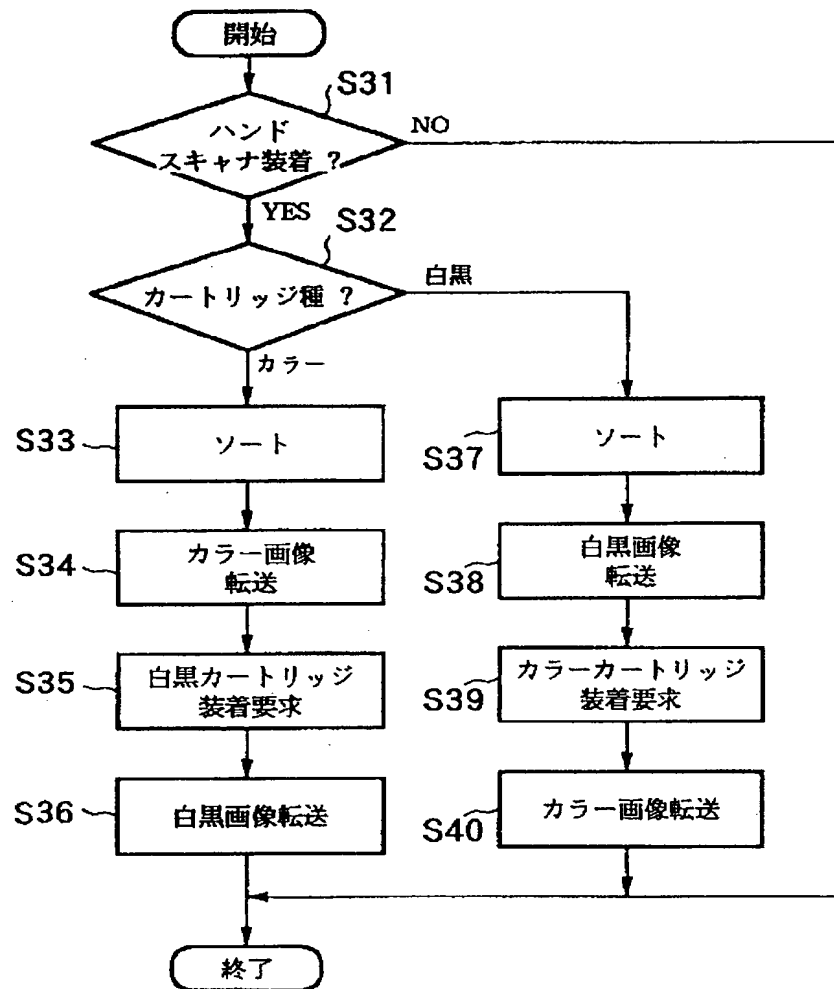 開始
S31
ハンド
スキャナ装着 ?
NO
YES
S32
カートリッジ種 ?
白黒
カラー
S33
ソート
S37
ソート
S34
カラー画像
転送
S38
白黒画像
転送
S35
白黒カートリッジ
装着要求
S39
カラーカートリッジ
装着要求
S36
白黒画像転送
S40
カラー画像転送
終了